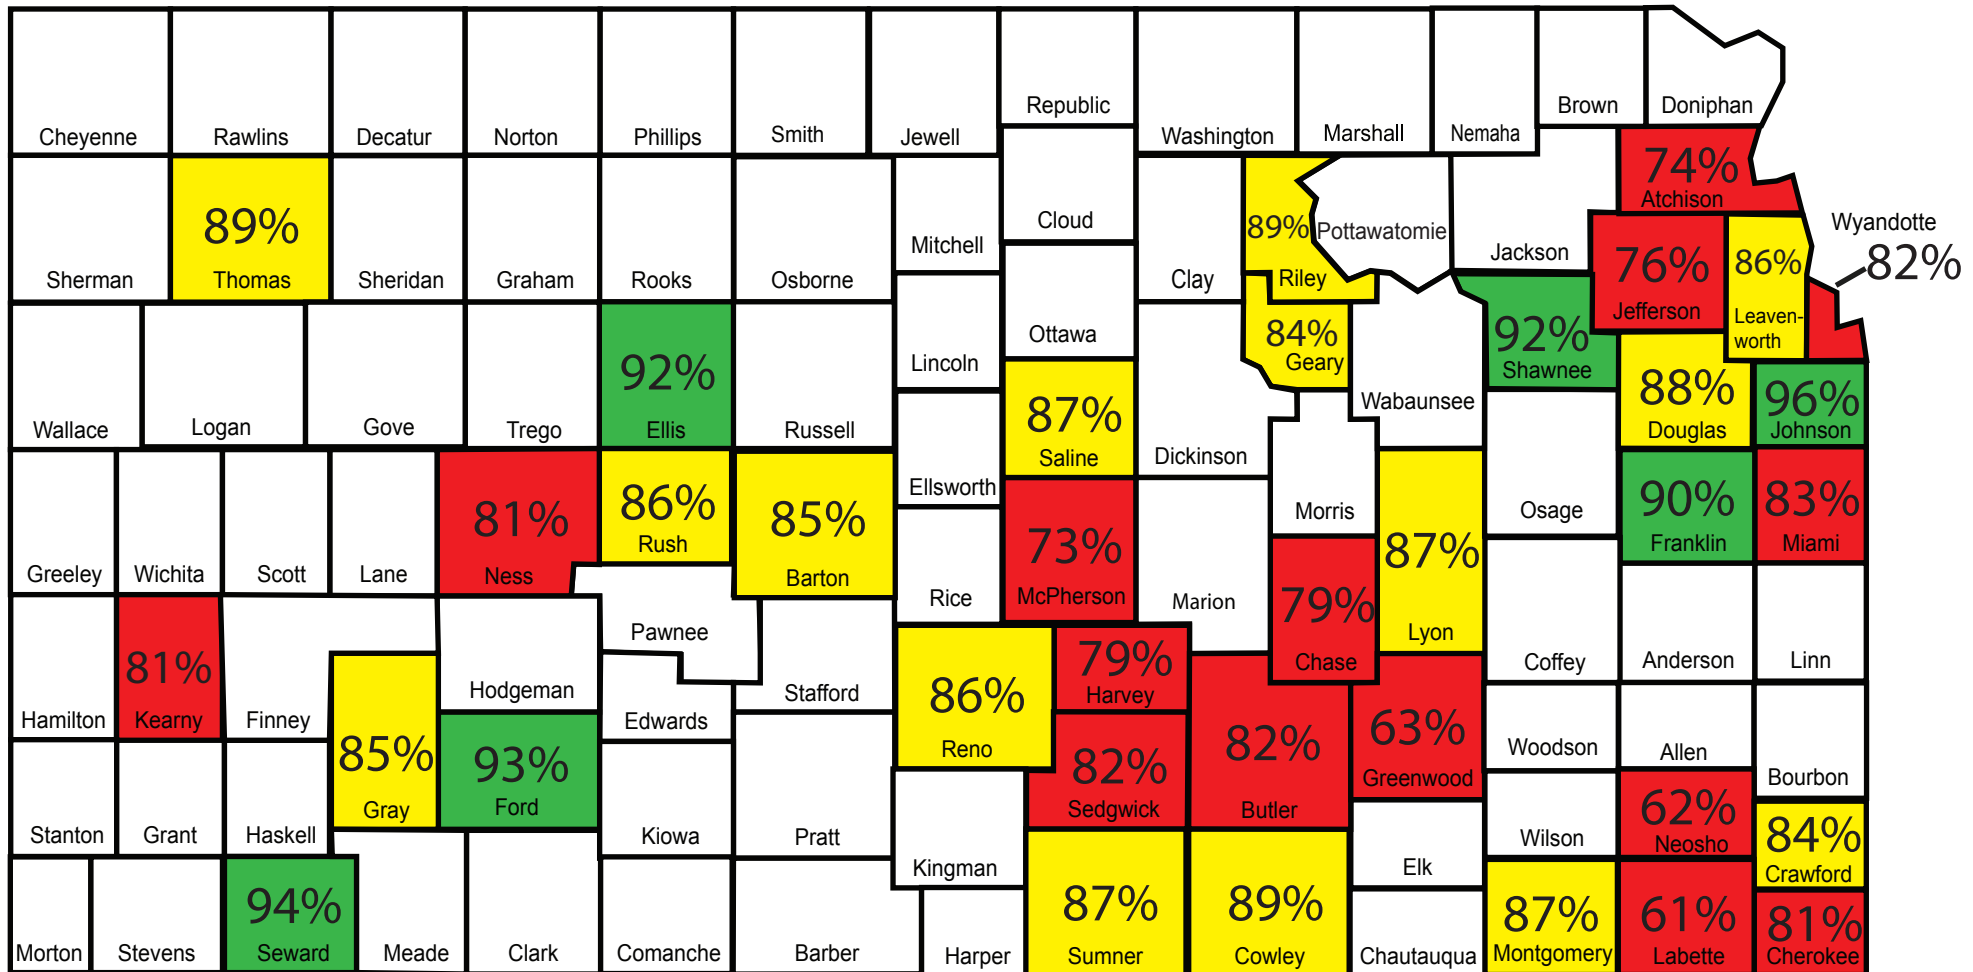 Cheyenne
Rawlins
Decatur
Norton
Phillips
Smith
Jewell
Republic
Washington
Marshall
Nemaha
Brown
Doniphan
Sherman
89%
Thomas
Sheridan
Graham
Rooks
Osborne
Mitchell
Cloud
Clay
89%
Riley
Pottawatomie
Jackson
74%
Atchison
76%
Jefferson
86%
Leaven-
worth
Wyandotte
82%
Wallace
Logan
Gove
Trego
92%
Ellis
Russell
Lincoln
Ottawa
87%
Saline
Dickinson
84%
Geary
Wabaunsee
92%
Shawnee
88%
Douglas
96%
Johnson
Greeley
Wichita
Scott
Lane
81%
Ness
86%
Rush
85%
Barton
Ellsworth
Rice
73%
McPherson
Marion
Morris
79%
Chase
87%
Lyon
Osage
90%
Franklin
83%
Miami
Hamilton
81%
Kearny
Finney
Hodgeman
Pawnee
Edwards
Stafford
86%
Reno
79%
Harvey
82%
Sedgwick
82%
Butler
63%
Greenwood
Coffey
Anderson
Linn
Woodson
Allen
Bourbon
Stanton
Grant
Haskell
85%
Gray
93%
Ford
Kiowa
Pratt
Kingman
Elk
Wilson
62%
Neosho
84%
Crawford
Morton
Stevens
94%
Seward
Meade
Clark
Comanche
Barber
Harper
87%
Sumner
89%
Cowley
Chautauqua
87%
Montgomery
61%
Labette
81%
Cherokee